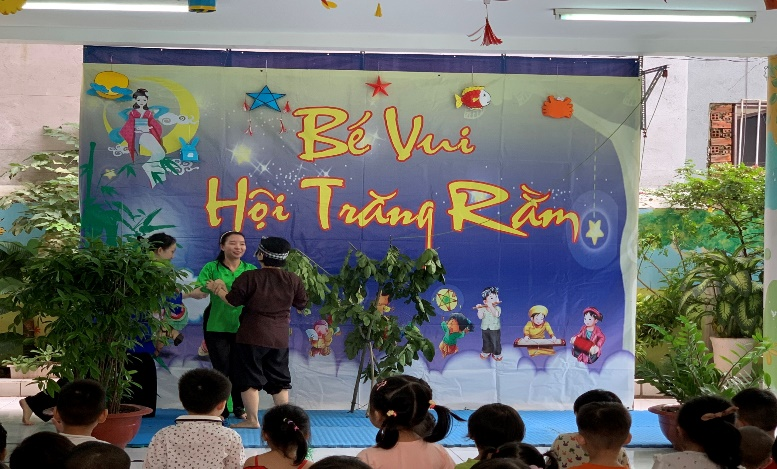 Bé Vui
Hội Trăng Rằm